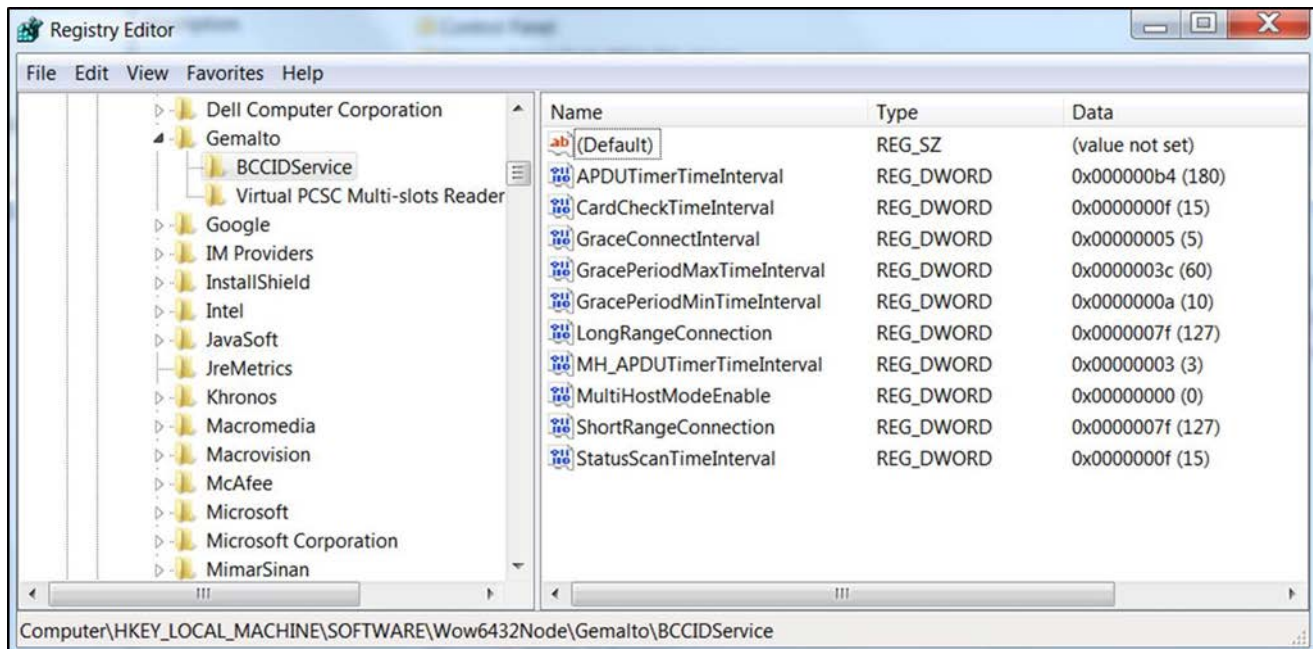 Registry Editor
File Edit View Favorites Help
Dell Computer Corporation
Gemalto
BCCIDService
Virtual PCSC Multi-slots Reader
Google
IM Providers
InstallShield
Intel
JavaSoft
JreMetrics
Khronos
Macromedia
Macrovision
McAfee
Microsoft
Microsoft Corporation
MimarSinan
Name Type Data
(Default) REG_SZ (value not set)
APDUTimerTimeInterval REG_DWORD 0x000000b4 (180)
CardCheckTimeInterval REG_DWORD 0x0000000f (15)
GraceConnectInterval REG_DWORD 0x00000005 (5)
GracePeriodMaxTimeInterval REG_DWORD 0x0000003c (60)
GracePeriodMinTimeInterval REG_DWORD 0x0000000a (10)
LongRangeConnection REG_DWORD 0x0000007f (127)
MH_APDUTimerTimeInterval REG_DWORD 0x00000003 (3)
MultiHostModeEnable REG_DWORD 0x00000000 (0)
ShortRangeConnection REG_DWORD 0x0000007f (127)
StatusScanTimeInterval REG_DWORD 0x0000000f (15)
Computer\HKEY_LOCAL_MACHINE\SOFTWARE\Wow6432Node\Gemalto\BCCIDService